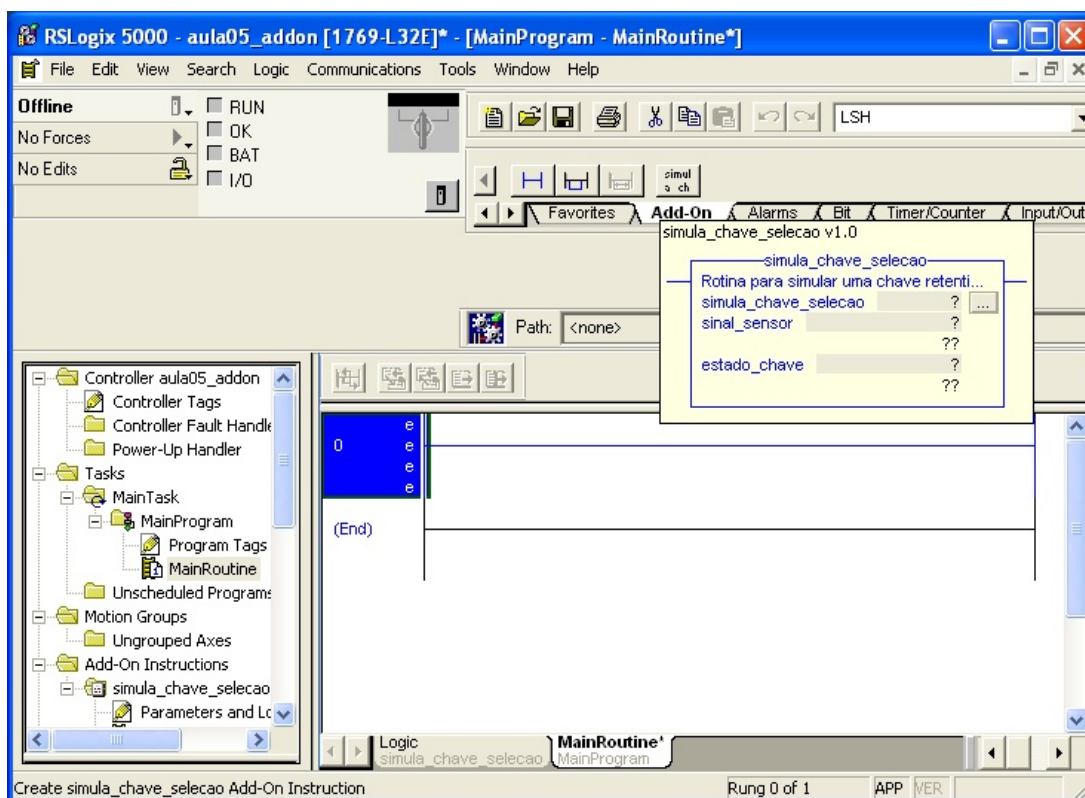 RSLogix 5000 - aula05_addon [1769-L32E]* - [MainProgram - MainRoutine*]
File Edit View Search Logic Communications Tools Window Help
Offline
RUN
No Forces
OK
BAT
No Edits
I/O
LSH
simul
a ch
Favorites Add-On Alarms Bit Timer/Counter Input/Out
simula_chave_selecao v1.0
simula_chave_selecao
Rotina para simular uma chave retenti...
simula_chave_selecao ? ...
sinal_sensor ?
??
estado_chave ?
??
Path: <none>
Controller aula05_addon
Controller Tags
Controller Fault Handle
Power-Up Handler
Tasks
MainTask
MainProgram
Program Tags
MainRoutine
Unscheduled Programs
Motion Groups
Ungrouped Axes
Add-On Instructions
simula_chave_selecao
Parameters and Lo
0
e
e
e
e
(End)
Logic
simula_chave_selecao
MainRoutine*
MainProgram
Create simula_chave_selecao Add-On Instruction
Rung 0 of 1
APP
VER